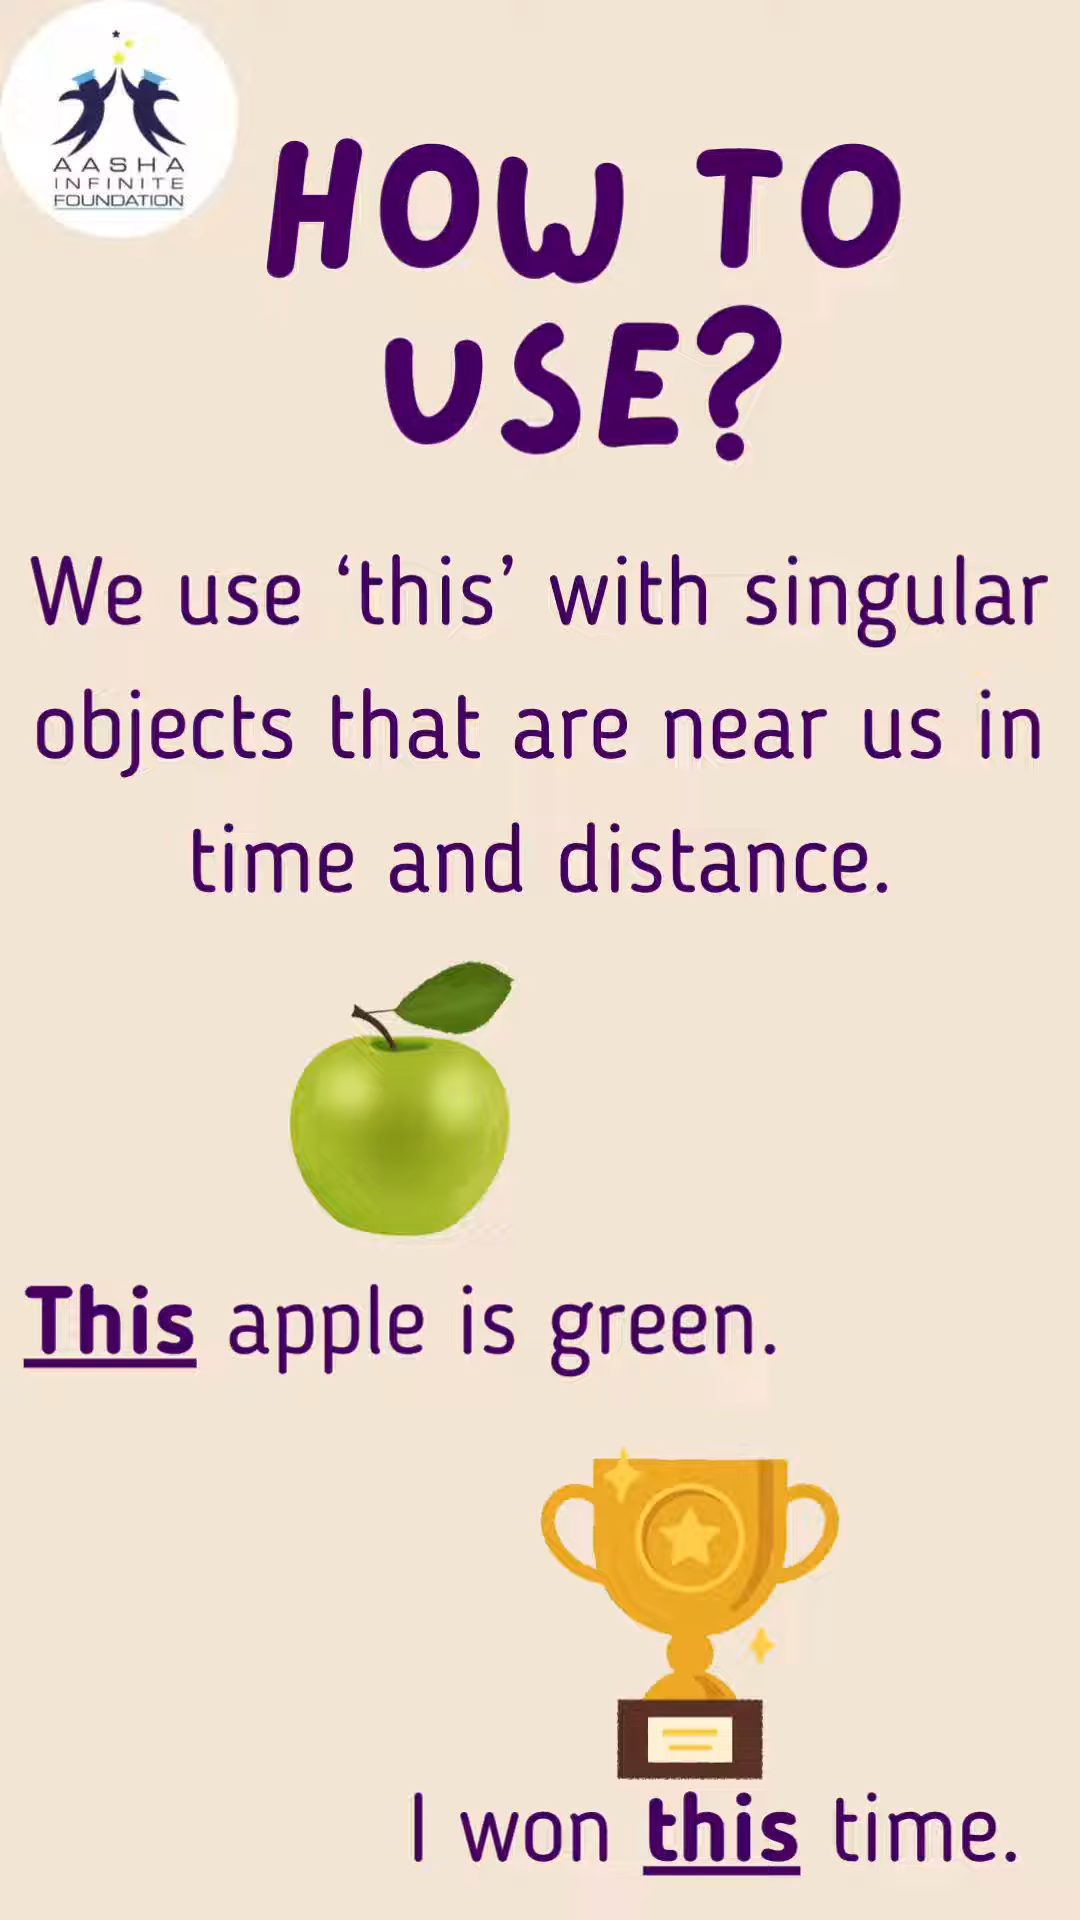 AASHA
INFINITE
FOUNDATION
HOW TO
USE?
We use ‘this’ with singular
objects that are near us in
time and distance.
This apple is green.
I won this time.